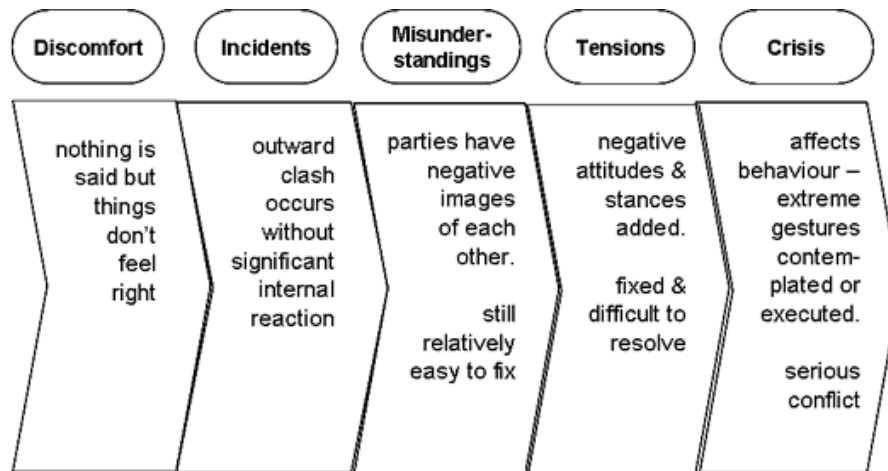 Discomfort
Incidents
Misunder-
standings
Tensions
Crisis
nothing is
said but
things
don't
feel
right
outward
clash
occurs
without
significant
internal
reaction
parties have
negative
images
of each
other.
still
relatively
easy to fix
negative
attitudes &
stances
added.
fixed &
difficult to
resolve
affects
behaviour –
extreme
gestures
contem-
plated or
executed.
serious
conflict